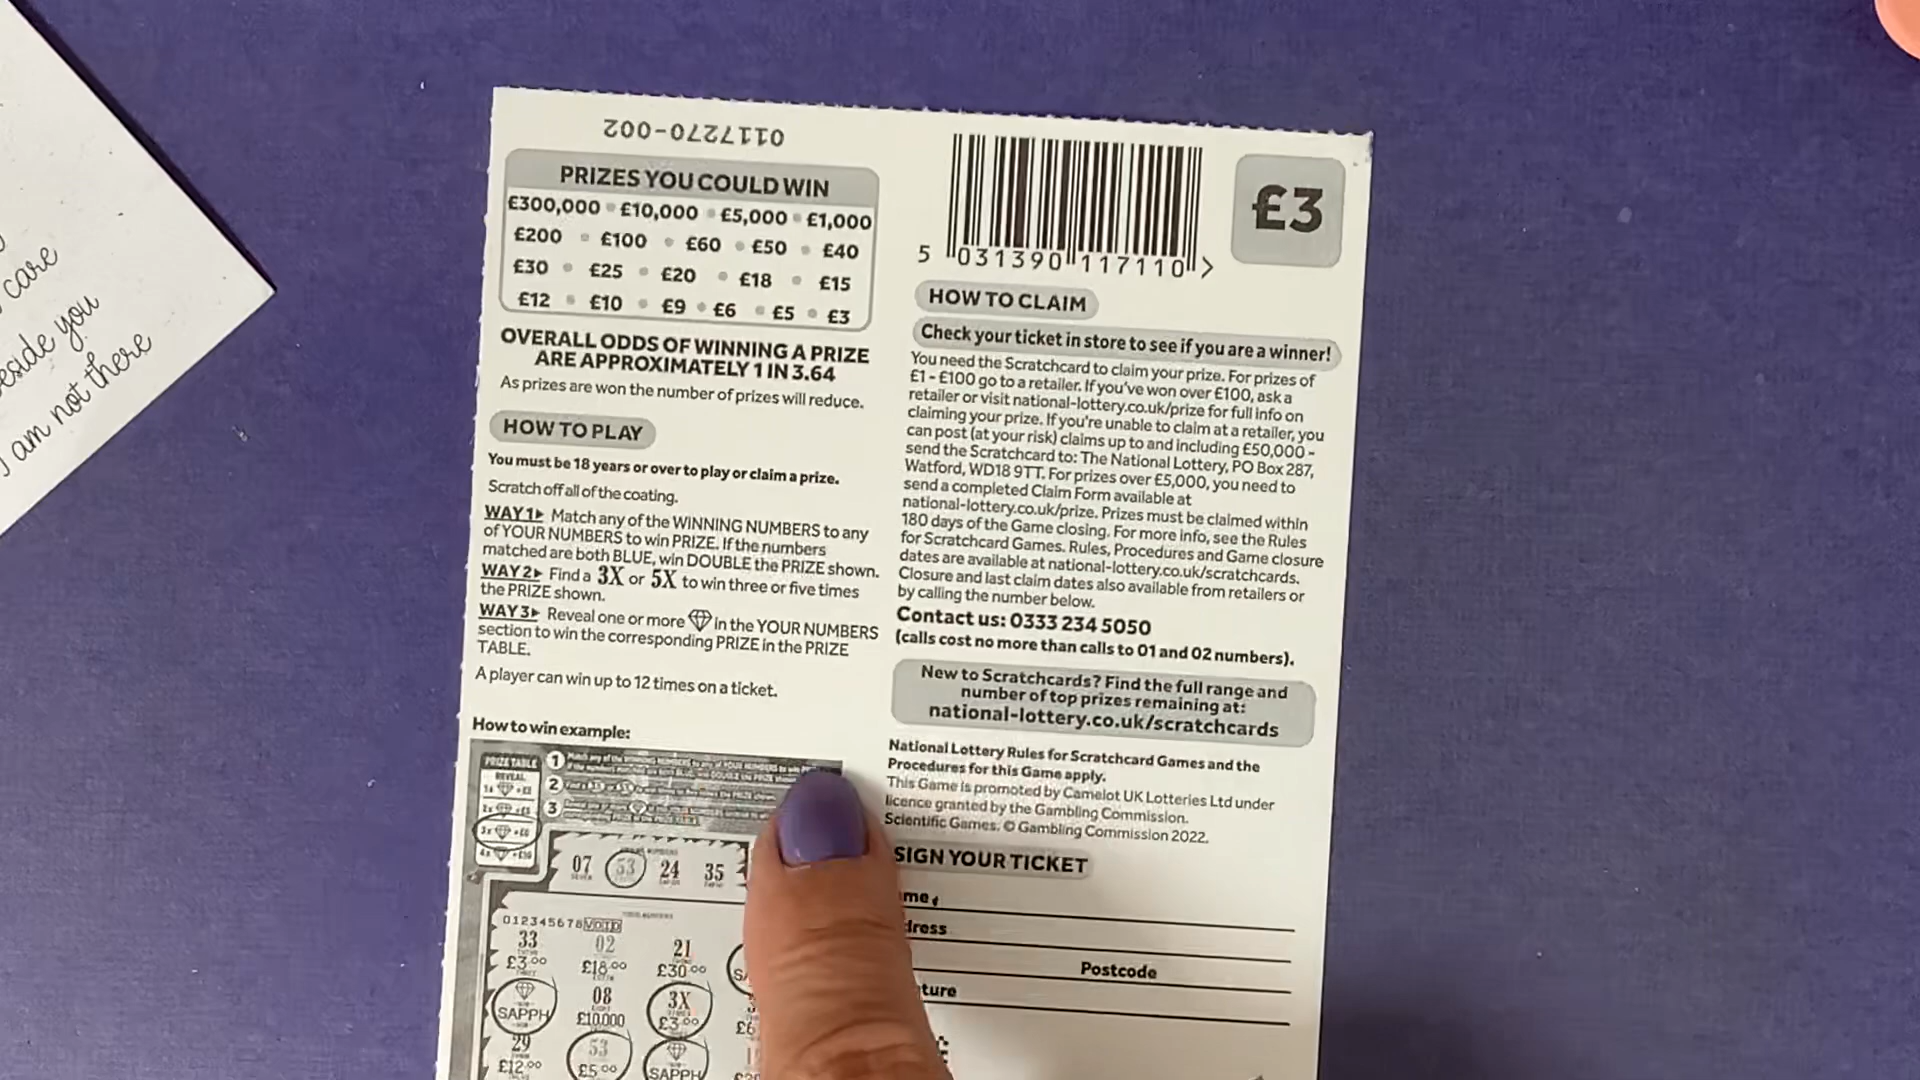 care
beside you
I am not there
0117270-002
PRIZES YOU COULD WIN
£300,000 • £10,000 • £5,000 • £1,000
£200 • £100 • £60 • £50 • £40
£30 • £25 • £20 • £18 • £15
£12 • £10 • £9 • £6 • £5 • £3
OVERALL ODDS OF WINNING A PRIZE
ARE APPROXIMATELY 1 IN 3.64
As prizes are won the number of prizes will reduce.
HOW TO PLAY
You must be 18 years or over to play or claim a prize.
Scratch off all of the coating.
WAY 1 Match any of the WINNING NUMBERS to any
of YOUR NUMBERS to win PRIZE. If the numbers
matched are both BLUE, win DOUBLE the PRIZE shown.
WAY 2 Find a 3X or 5X to win three or five times
the PRIZE shown.
WAY 3 Reveal one or more in the YOUR NUMBERS
section to win the corresponding PRIZE in the PRIZE
TABLE.
A player can win up to 12 times on a ticket.
How to win example:
PRIZE TABLE
REVEAL
1
2
3
07 53 24 35
012345678 VOID
33 02 21
£3.00 £18.00 £30.00
SAPPH 08 3X
£10,000 £3.00 £6
29 53
£12.00 £5.00 SAPPH
5 031390 117110 >
£3
HOW TO CLAIM
Check your ticket in store to see if you are a winner!
You need the Scratchcard to claim your prize. For prizes of
£1 - £100 go to a retailer. If you've won over £100, ask a
retailer or visit national-lottery.co.uk/prize for full info on
claiming your prize. If you're unable to claim at a retailer, you
can post (at your risk) claims up to and including £50,000 -
send the Scratchcard to: The National Lottery, PO Box 287,
Watford, WD18 9TT. For prizes over £5,000, you need to
send a completed Claim Form available at
national-lottery.co.uk/prize. Prizes must be claimed within
180 days of the Game closing. For more info, see the Rules
for Scratchcard Games. Rules, Procedures and Game closure
dates are available at national-lottery.co.uk/scratchcards.
Closure and last claim dates also available from retailers or
by calling the number below.
Contact us: 0333 234 5050
(calls cost no more than calls to 01 and 02 numbers).
New to Scratchcards? Find the full range and
number of top prizes remaining at:
national-lottery.co.uk/scratchcards
National Lottery Rules for Scratchcard Games and the
Procedures for this Game apply.
This Game is promoted by Camelot UK Lotteries Ltd under
licence granted by the Gambling Commission.
Scientific Games. © Gambling Commission 2022.
SIGN YOUR TICKET
me
dress
Postcode
ture